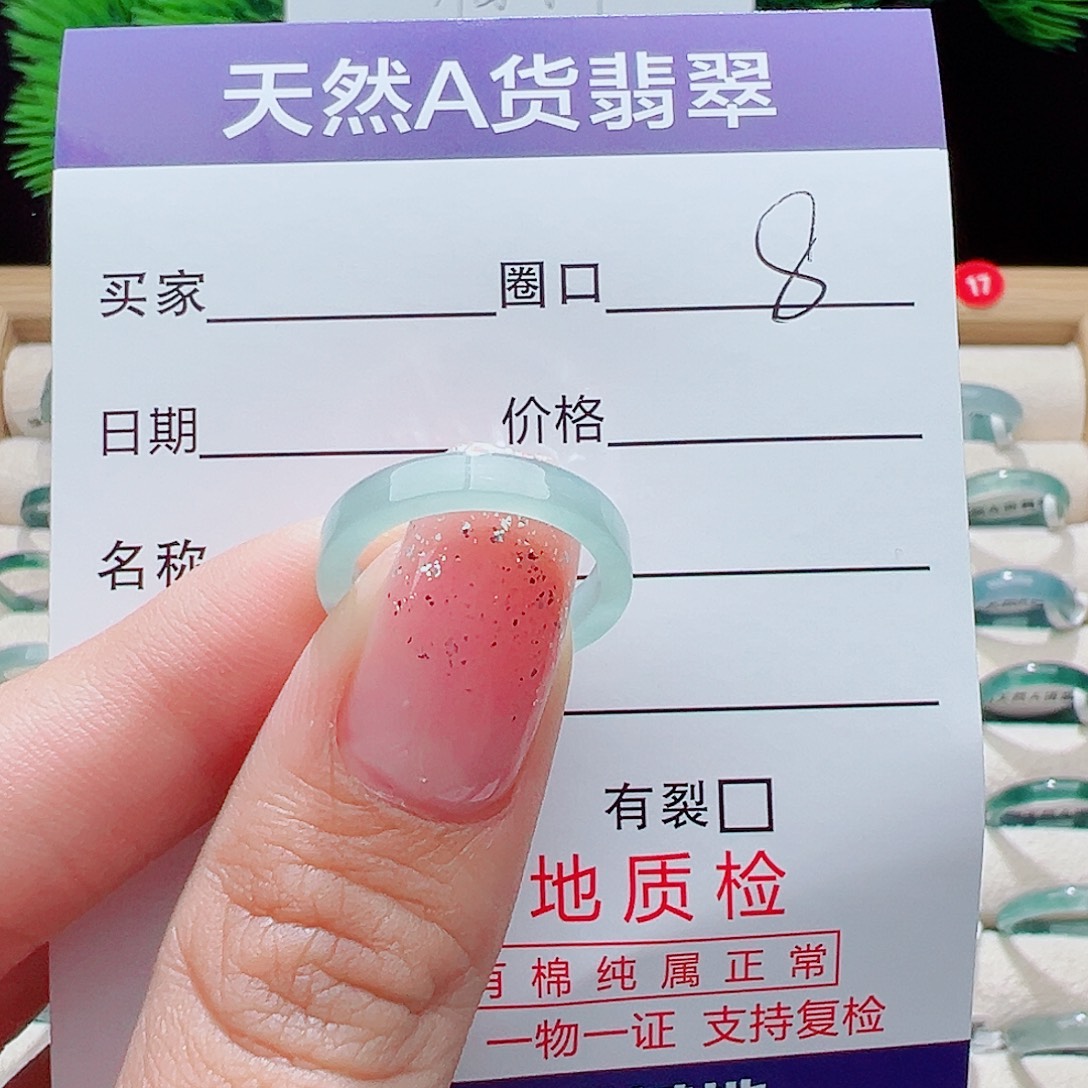 天然A货翡翠
买家 圈口 8
日期 价格
名称
有裂□
地质检
有棉纯属正常
一物一证 支持复检
17